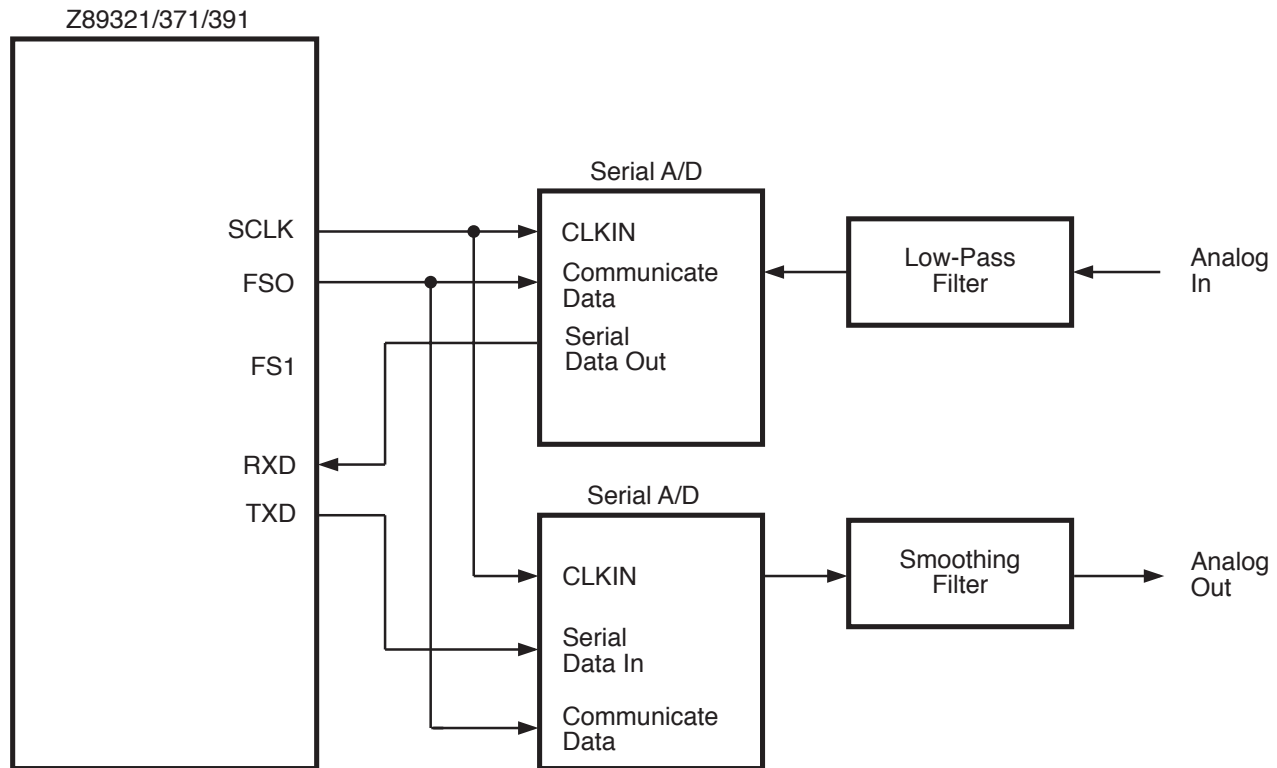 Z89321/371/391
SCLK
FSO
FS1
RXD
TXD
Serial A/D
CLKIN
Communicate
Data
Serial
Data Out
Low-Pass
Filter
Analog
In
Serial A/D
CLKIN
Serial
Data In
Communicate
Data
Smoothing
Filter
Analog
Out